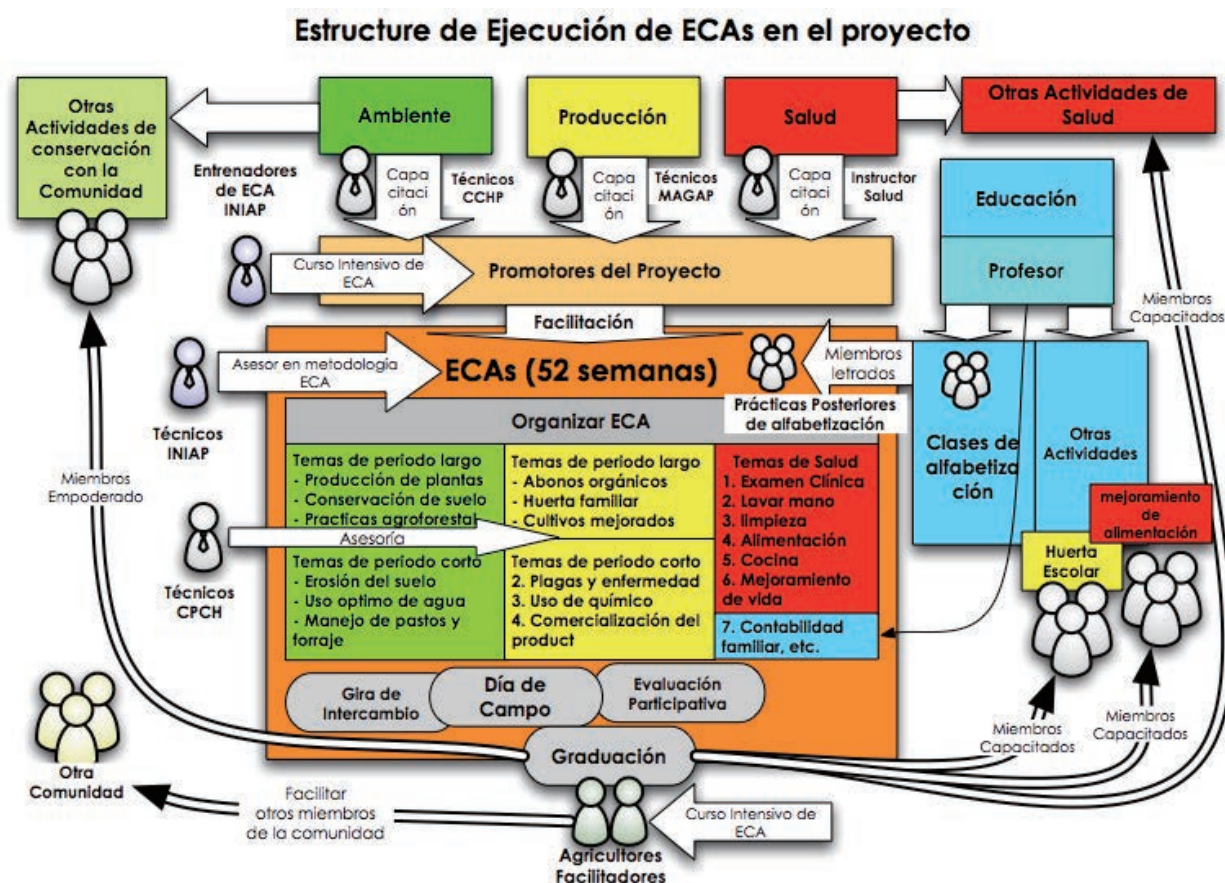 Estructure de Ejecución de ECAs en el proyecto
Otras
Actividades de
conservación
con la
Comunidad
Ambiente
Producción
Salud
Otras Actividades de
Salud
Entrenadores
de ECA
INIAP
Capa
citaci
ón
Técnicos
CCHP
Capa
citaci
ón
Técnicos
MAGAP
Capa
citaci
ón
Instructor
Salud
Educación
Profesor
Curso Intensivo de
ECA
Promotores del Proyecto
Miembros
Capacitados
Facilitación
Asesor en metodología
ECA
ECAs (52 semanas)
Miembros
letrados
Prácticas Posteriores
de alfabetización
Técnicos
INIAP
Organizar ECA
Clases de
alfabetiza
ción
Otras
Actividades
mejoramiento
de
alimentación
Huerta
Escolar
Miembros
Empoderado
Temas de periodo largo
- Producción de plantas
- Conservación de suelo
- Practicas agroforestal
Temas de periodo largo
- Abonos orgánicos
- Huerta familiar
- Cultivos mejorados
Temas de Salud
1. Examen Clínica
2. Lavar mano
3. limpieza
4. Alimentación
5. Cocina
6. Mejoramiento
de vida
Asesoría
Técnicos
CPCH
Temas de periodo corto
- Erosión del suelo
- Uso optimo de agua
- Manejo de pastos y
forraje
Temas de periodo corto
2. Plagas y enfermedad
3. Uso de químico
4. Comercialización del
product
7. Contabilidad
familiar, etc.
Gira de
Intercambio
Día de
Campo
Evaluación
Participativa
Graduación
Miembros
Capacitados
Miembros
Capacitados
Otra
Comunidad
Facilitar
otros miembros
de la comunidad
Curso Intensivo de
ECA
Agricultores
Facilitadores